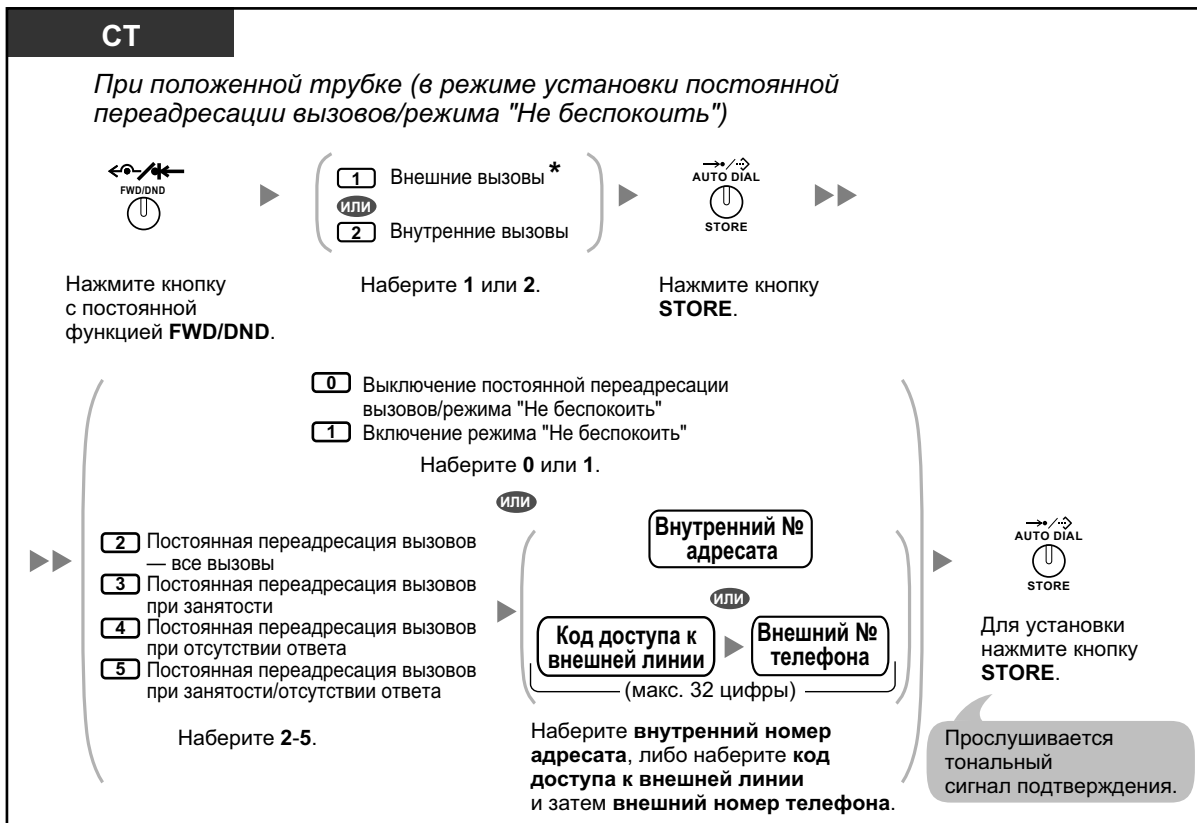 СТ
При положенной трубке (в режиме установки постоянной
переадресации вызовов/режима "Не беспокоить")
FWD/DND
1 Внешние вызовы *
ИЛИ
2 Внутренние вызовы
AUTO DIAL
STORE
Нажмите кнопку
с постоянной
функцией FWD/DND.
Наберите 1 или 2.
Нажмите кнопку
STORE.
0 Выключение постоянной переадресации
вызовов/режима "Не беспокоить"
1 Включение режима "Не беспокоить"
Наберите 0 или 1.
ИЛИ
2 Постоянная переадресация вызовов
— все вызовы
3 Постоянная переадресация вызовов
при занятости
4 Постоянная переадресация вызовов
при отсутствии ответа
5 Постоянная переадресация вызовов
при занятости/отсутствии ответа
Наберите 2-5.
Внутренний №
адресата
ИЛИ
Код доступа к
внешней линии
Внешний №
телефона
(макс. 32 цифры)
Наберите внутренний номер
адресата, либо наберите код
доступа к внешней линии
и затем внешний номер телефона.
AUTO DIAL
STORE
Для установки
нажмите кнопку
STORE.
Прослушивается
тональный
сигнал подтверждения.